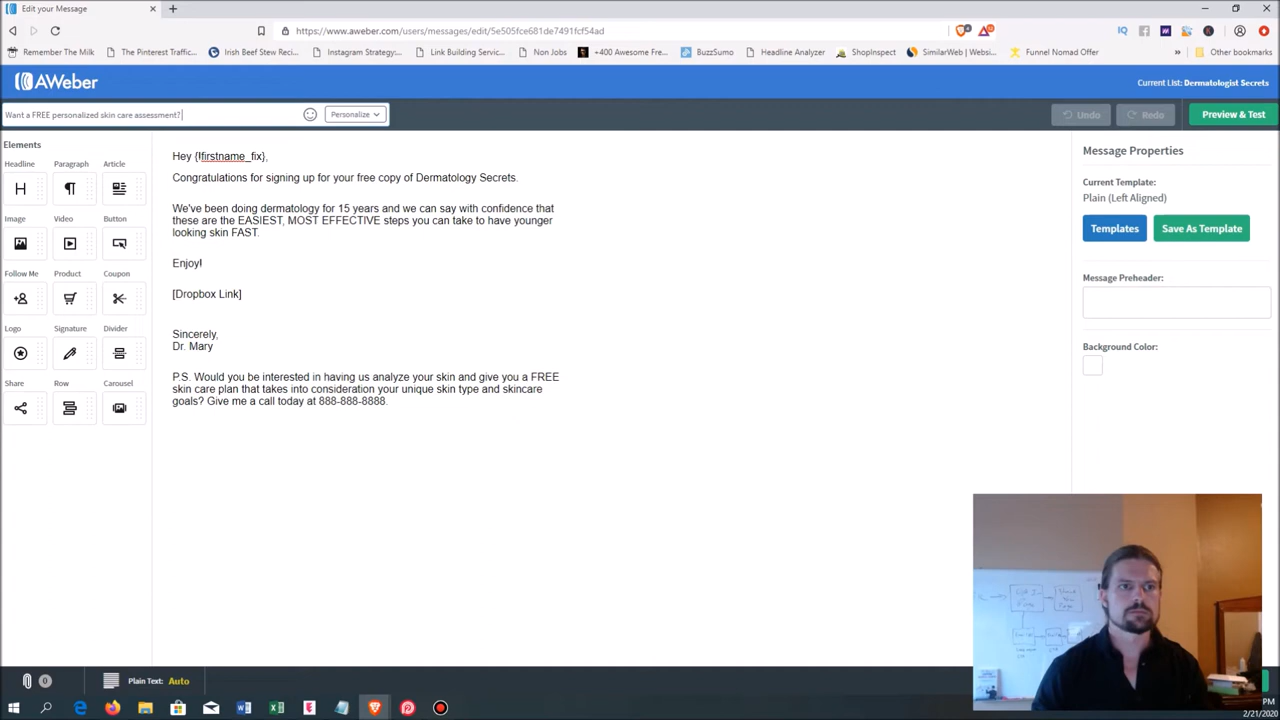 Edit your Message
https://www.aweber.com/users/messages/edit/5e505fce681de7491fcf54ad
Remember The Milk
The Pinterest Traffic...
Irish Beef Stew Reci...
Instagram Strategy:...
Link Building Servic...
Non Jobs
+400 Awesome Fre...
BuzzSumo
Headline Analyzer
ShopInspect
SimilarWeb | Websi...
Funnel Nomad Offer
Other bookmarks
AWeber
Current List: Dermatologist Secrets
Want a FREE personalized skin care assessment?
Personalize
Undo
Redo
Preview & Test
Elements
Headline Paragraph Article
Image Video Button
Follow Me Product Coupon
Logo Signature Divider
Share Row Carousel
Hey {!firstname_fix},
Congratulations for signing up for your free copy of Dermatology Secrets.
We've been doing dermatology for 15 years and we can say with confidence that
these are the EASIEST, MOST EFFECTIVE steps you can take to have younger
looking skin FAST.
Enjoy!
[Dropbox Link]
Sincerely,
Dr. Mary
P.S. Would you be interested in having us analyze your skin and give you a FREE
skin care plan that takes into consideration your unique skin type and skincare
goals? Give me a call today at 888-888-8888.
Message Properties
Current Template:
Plain (Left Aligned)
Templates
Save As Template
Message Preheader:
Background Color:
0
Plain Text: Auto
PM
2/21/2020